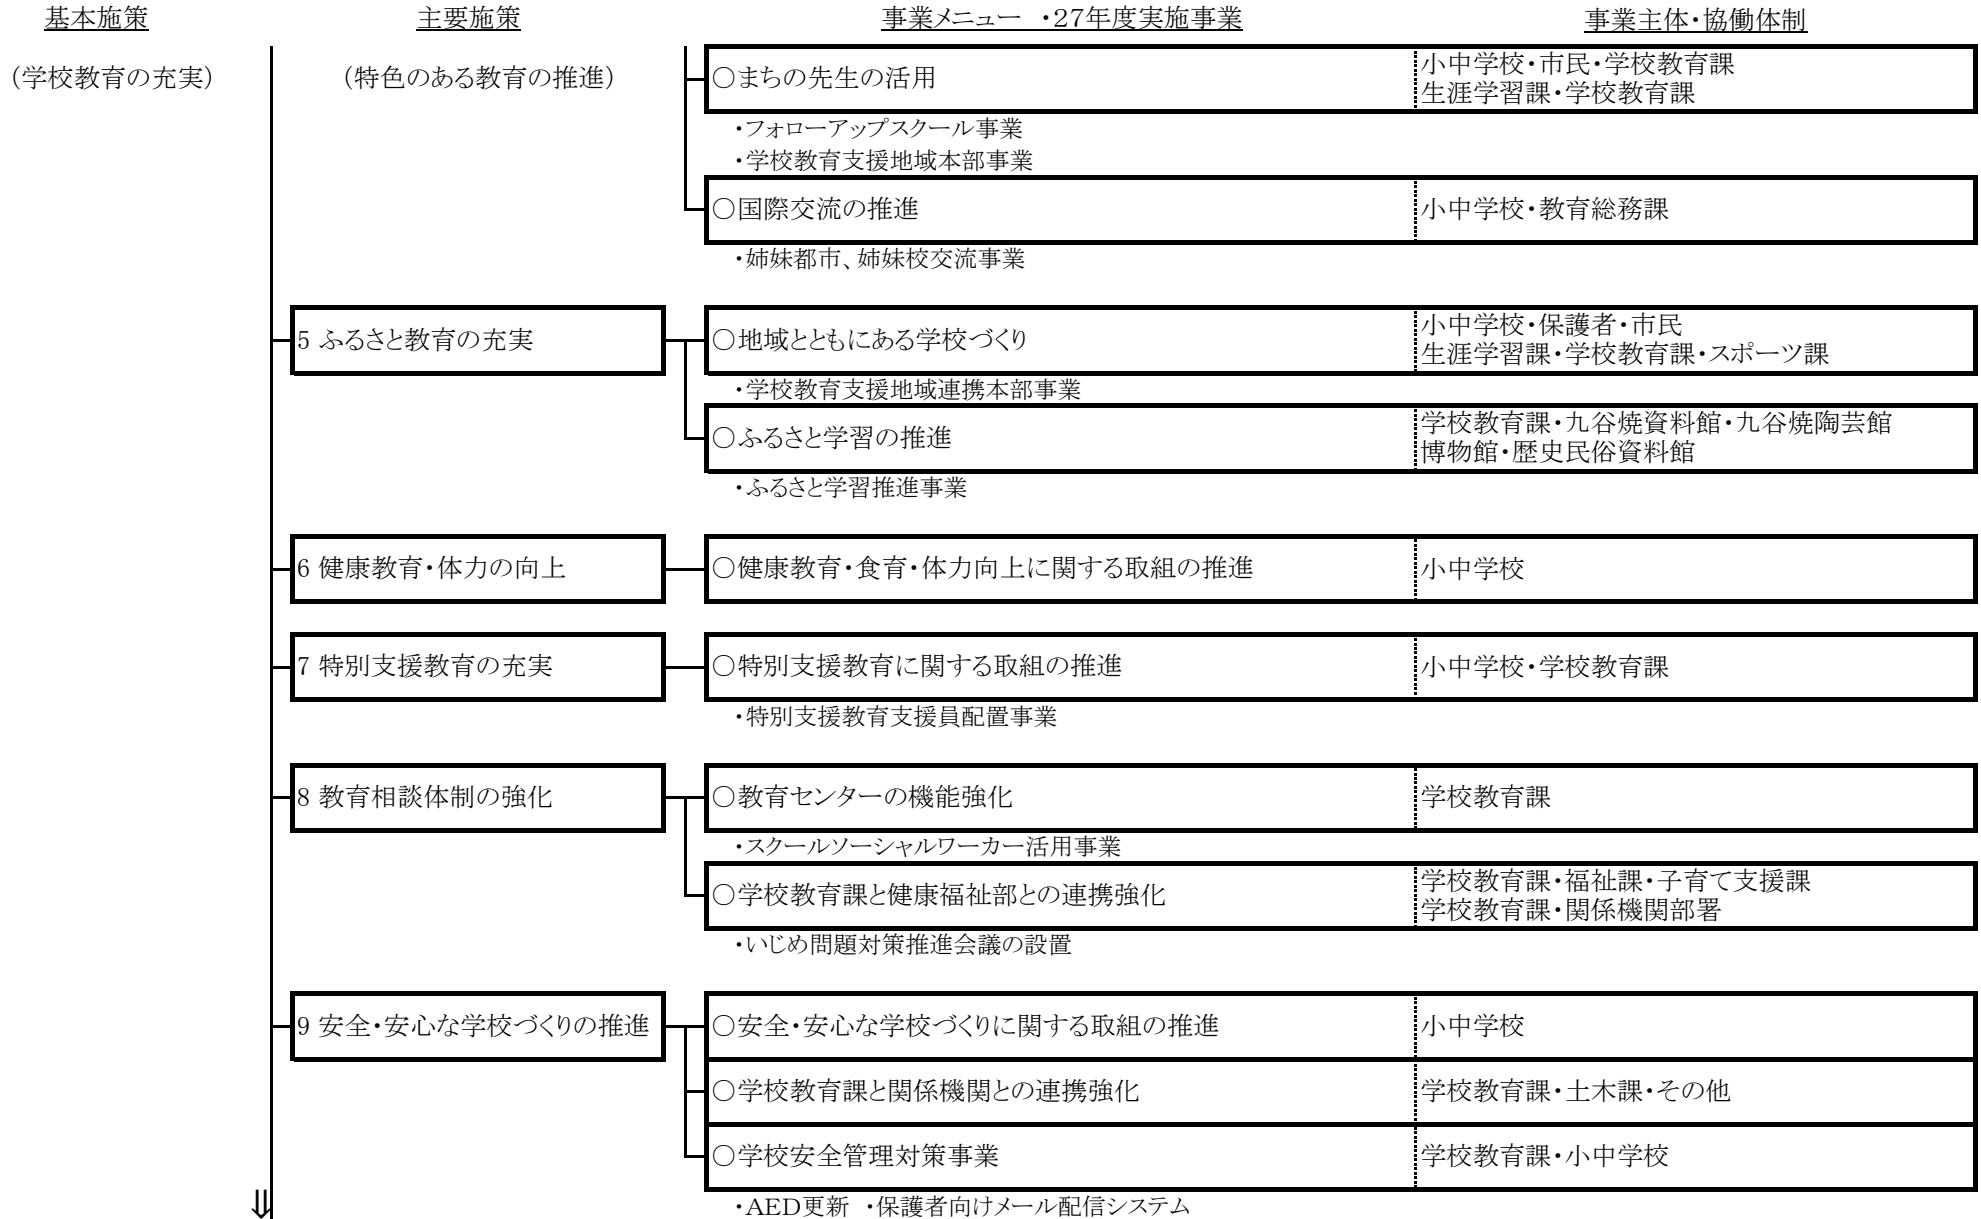 基本施策
主要施策
事業メニュー ・27年度実施事業
事業主体・協働体制
（学校教育の充実）
（特色のある教育の推進）
○まちの先生の活用
小中学校・市民・学校教育課
生涯学習課・学校教育課
・フォローアップスクール事業
・学校教育支援地域本部事業
○国際交流の推進
小中学校・教育総務課
・姉妹都市、姉妹校交流事業
5 ふるさと教育の充実
○地域とともにある学校づくり
小中学校・保護者・市民
生涯学習課・学校教育課・スポーツ課
・学校教育支援地域連携本部事業
○ふるさと学習の推進
学校教育課・九谷焼資料館・九谷焼陶芸館
博物館・歴史民俗資料館
・ふるさと学習推進事業
6 健康教育・体力の向上
○健康教育・食育・体力向上に関する取組の推進
小中学校
7 特別支援教育の充実
○特別支援教育に関する取組の推進
小中学校・学校教育課
・特別支援教育支援員配置事業
8 教育相談体制の強化
○教育センターの機能強化
学校教育課
・スクールソーシャルワーカー活用事業
○学校教育課と健康福祉部との連携強化
学校教育課・福祉課・子育て支援課
学校教育課・関係機関部署
・いじめ問題対策推進会議の設置
9 安全・安心な学校づくりの推進
○安全・安心な学校づくりに関する取組の推進
小中学校
○学校教育課と関係機関との連携強化
学校教育課・土木課・その他
○学校安全管理対策事業
学校教育課・小中学校
⇓
・AED更新 ・保護者向けメール配信システム